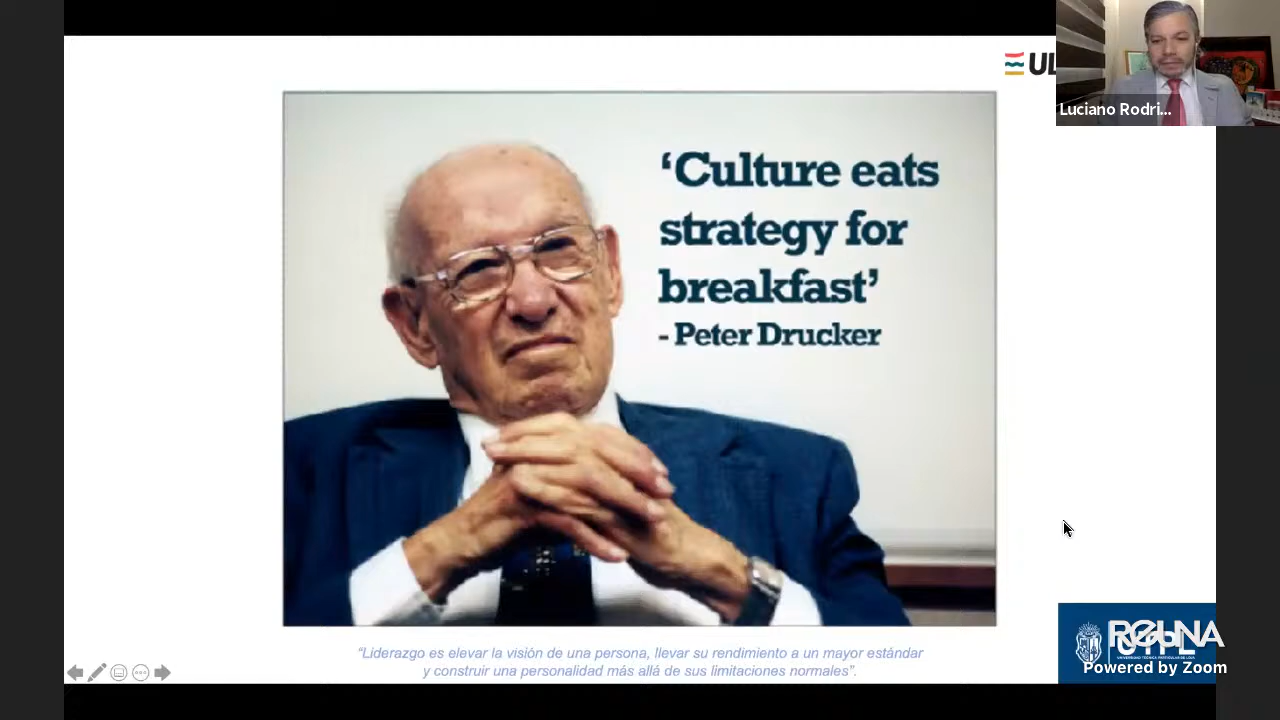 UL
Luciano Rodri...
‘Culture eats
strategy for
breakfast’
- Peter Drucker
“Liderazgo es elevar la visión de una persona, llevar su rendimiento a un mayor estándar
y construir una personalidad más allá de sus limitaciones normales”.
UTPL
Powered by Zoom